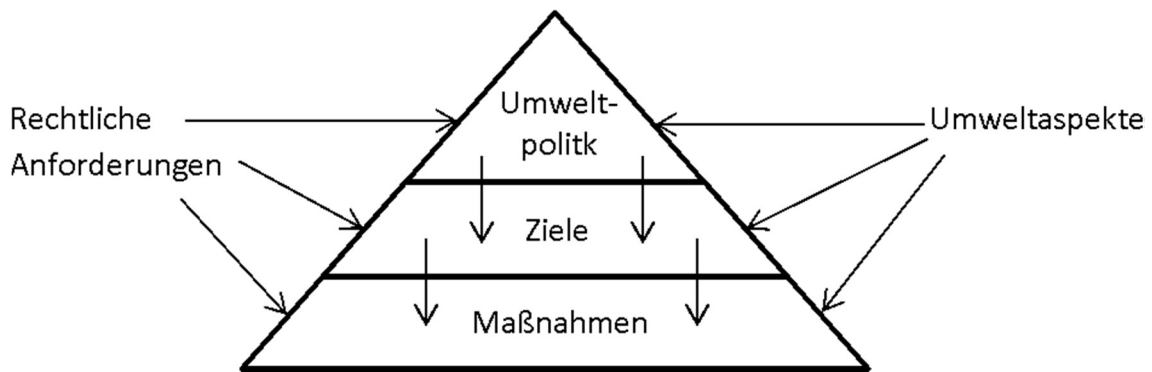 Umwelt-
politk
Rechtliche
Anforderungen
Umweltaspekte
Ziele
Maßnahmen